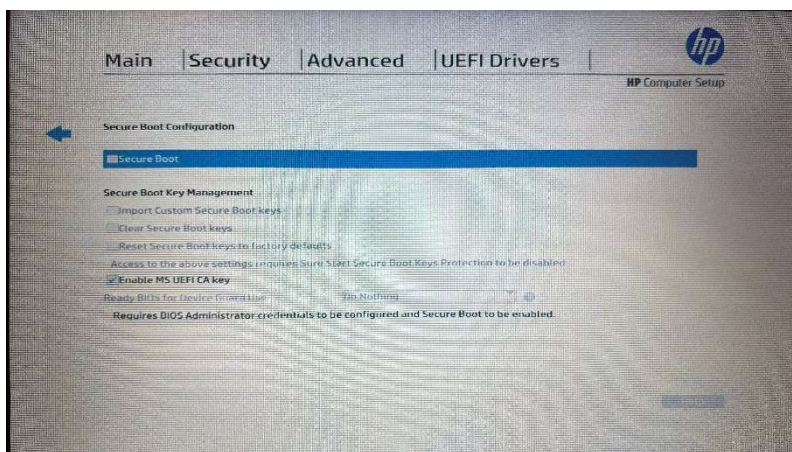 Main Security Advanced UEFI Drivers
hp
HP Computer Setup
Secure Boot Configuration
Secure Boot
Secure Boot Key Management
Import Custom Secure Boot keys
Clear Secure Boot keys
Reset Secure Boot keys to factory defaults
Access to the above settings requires Sure Start Secure Boot Keys Protection to be disabled
Enable MS UEFI CA key
Ready BIOS for Device Guard Use Do Nothing
Requires BIOS Administrator credentials to be configured and Secure Boot to be enabled.